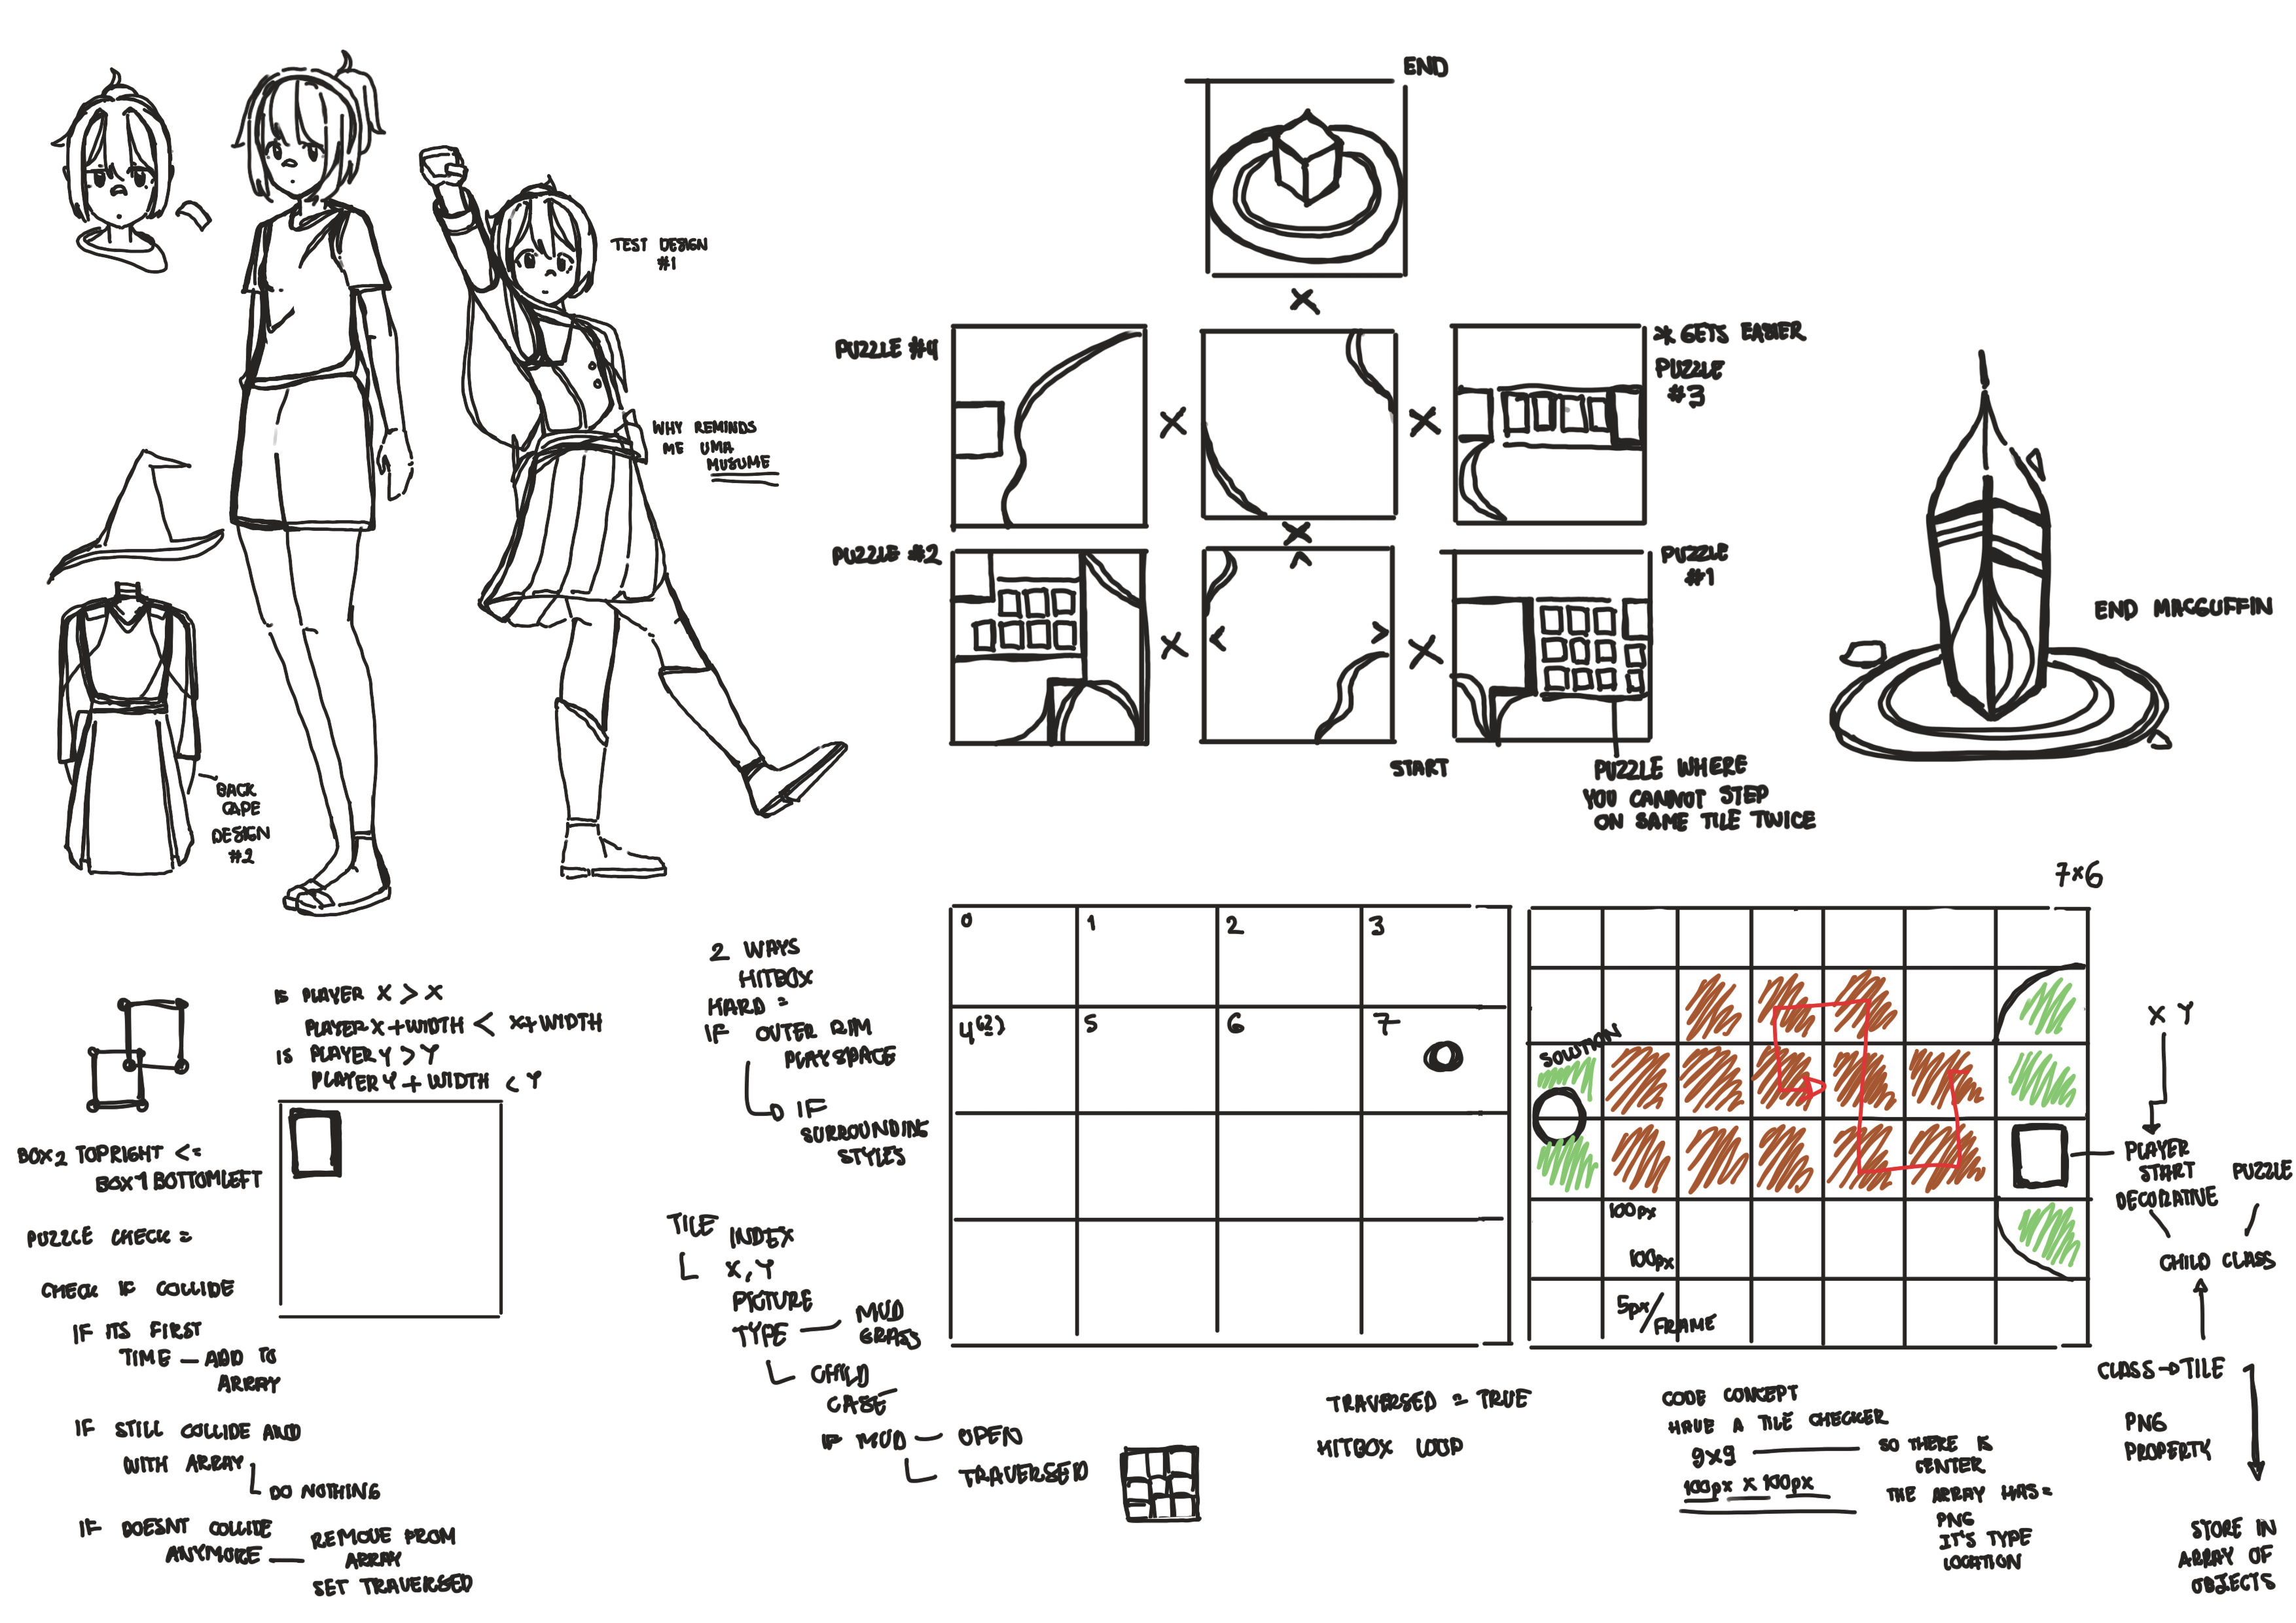 TEST DESIGN
#1
WHY REMINDS
ME UMA
MUSUME
BACK
CAPE
DESIGN
#2
END
PUZZLE #4
* GETS EASIER
PUZZLE
#3
PUZZLE #2
PUZZLE
#1
START
PUZZLE WHERE
YOU CANNOT STEP
ON SAME TILE TWICE
END MACGUFFIN
IS PLAYER X > X
PLAYER X + WIDTH < X + WIDTH
IS PLAYER Y > Y
PLAYER Y + WIDTH < Y
BOX 2 TOPRIGHT <=
BOX 1 BOTTOMLEFT
PUZZLE CHECK =
CHECK IF COLLIDE
IF ITS FIRST
TIME — ADD TO
ARRAY
IF STILL COLLIDE AND
WITH ARRAY
DO NOTHING
IF DOESNT COLLIDE
ANYMORE — REMOVE FROM
ARRAY
SET TRAVERSED
2 WAYS
HITBOX
HARD =
IF OUTER RIM
PLAYSPACE
IF
SURROUNDING
STYLES
TILE INDEX
X, Y
PICTURE
TYPE — MUD
GRASS
CHILD
CASE
IF MUD — OPEN
TRAVERSED
0 1 2 3
4 5 6 7
TRAVERSED = TRUE
HITBOX LOOP
7×6
SOLUTION
100px
100px
5px/
FRAME
X Y
PLAYER
START
DECORATIVE PUZZLE
CHILD CLASS
CLASS → TILE
PNG
PROPERTY
STORE IN
ARRAY OF
OBJECTS
CODE CONCEPT
HAVE A TILE CHECKER
9×9 — SO THERE IS
CENTER
100px X 100px
THE ARRAY HAS =
PNG
IT'S TYPE
LOCATION